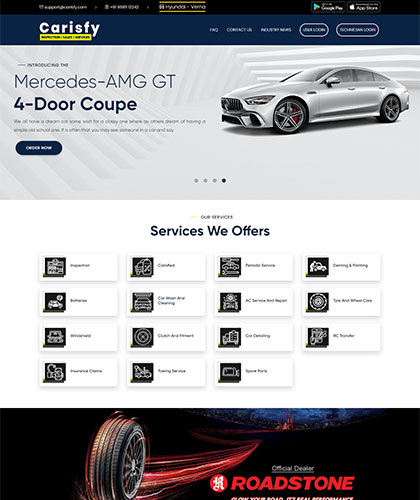 support@carisfy.com
+91 9589 12243
Hyundai - Verna
GET IT ON Google Play
App Store
Carisfy
INSPECTION | SALES | SERVICES
FAQ
CONTACT US
INDUSTRY NEWS
USER LOGIN
TECHNICIAN LOGIN
INTRODUCING THE
Mercedes-AMG GT
4-Door Coupe
We all have a dream car some wish for a classy one where as others dream of having a
simple old school one. It is often that you may see someone in a car and say
ORDER NOW
OUR SERVICES
Services We Offers
Inspection
Carisfied
Periodic Service
Denting & Painting
Batteries
Car Wash And
Cleaning
AC Service And Repair
Tyre And Wheel Care
Windshield
Clutch And Fitment
Car Detailing
RC Transfer
Insurance Claims
Towing Service
Spare Parts
Official Dealer
ROADSTONE
GLOW YOUR ROAD, IT'S REAL PERFORMANCE